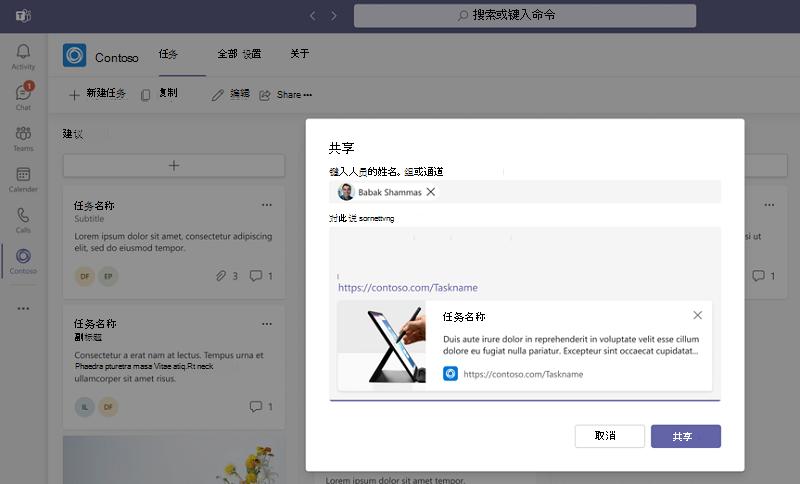 搜索或键入命令
Activity
1
Chat
Teams
Calender
Calls
Contoso
Contoso
任务
全部 设置
关于
新建任务
复制
编辑
Share
建议
任务名称
Subtitle
Lorem ipsum dolor sit amet, consectetur adipiscing
elit, sed do eiusmod tempor.
DF
EP
3
1
任务名称
副标题
Consectetur a erat nam at lectus. Tempus urna et
Phaedra pturetra masa Vitae atiq.Rt neck
ullamcorper sit amet risus.
IL
DF
1
共享
键入人员的姓名。组或通道
Babak Shammas
对此说 sornettvng
https://contoso.com/Taskname
任务名称
Duis aute irure dolor in reprehenderit in voluptate velit esse cillum
dolore eu fugiat nulla pariatur. Excepteur sint occaecat cupidatat...
https://contoso.com/Taskname
取消
共享
si ut
1
Lorem ipsum dolor sit amet, consectetur